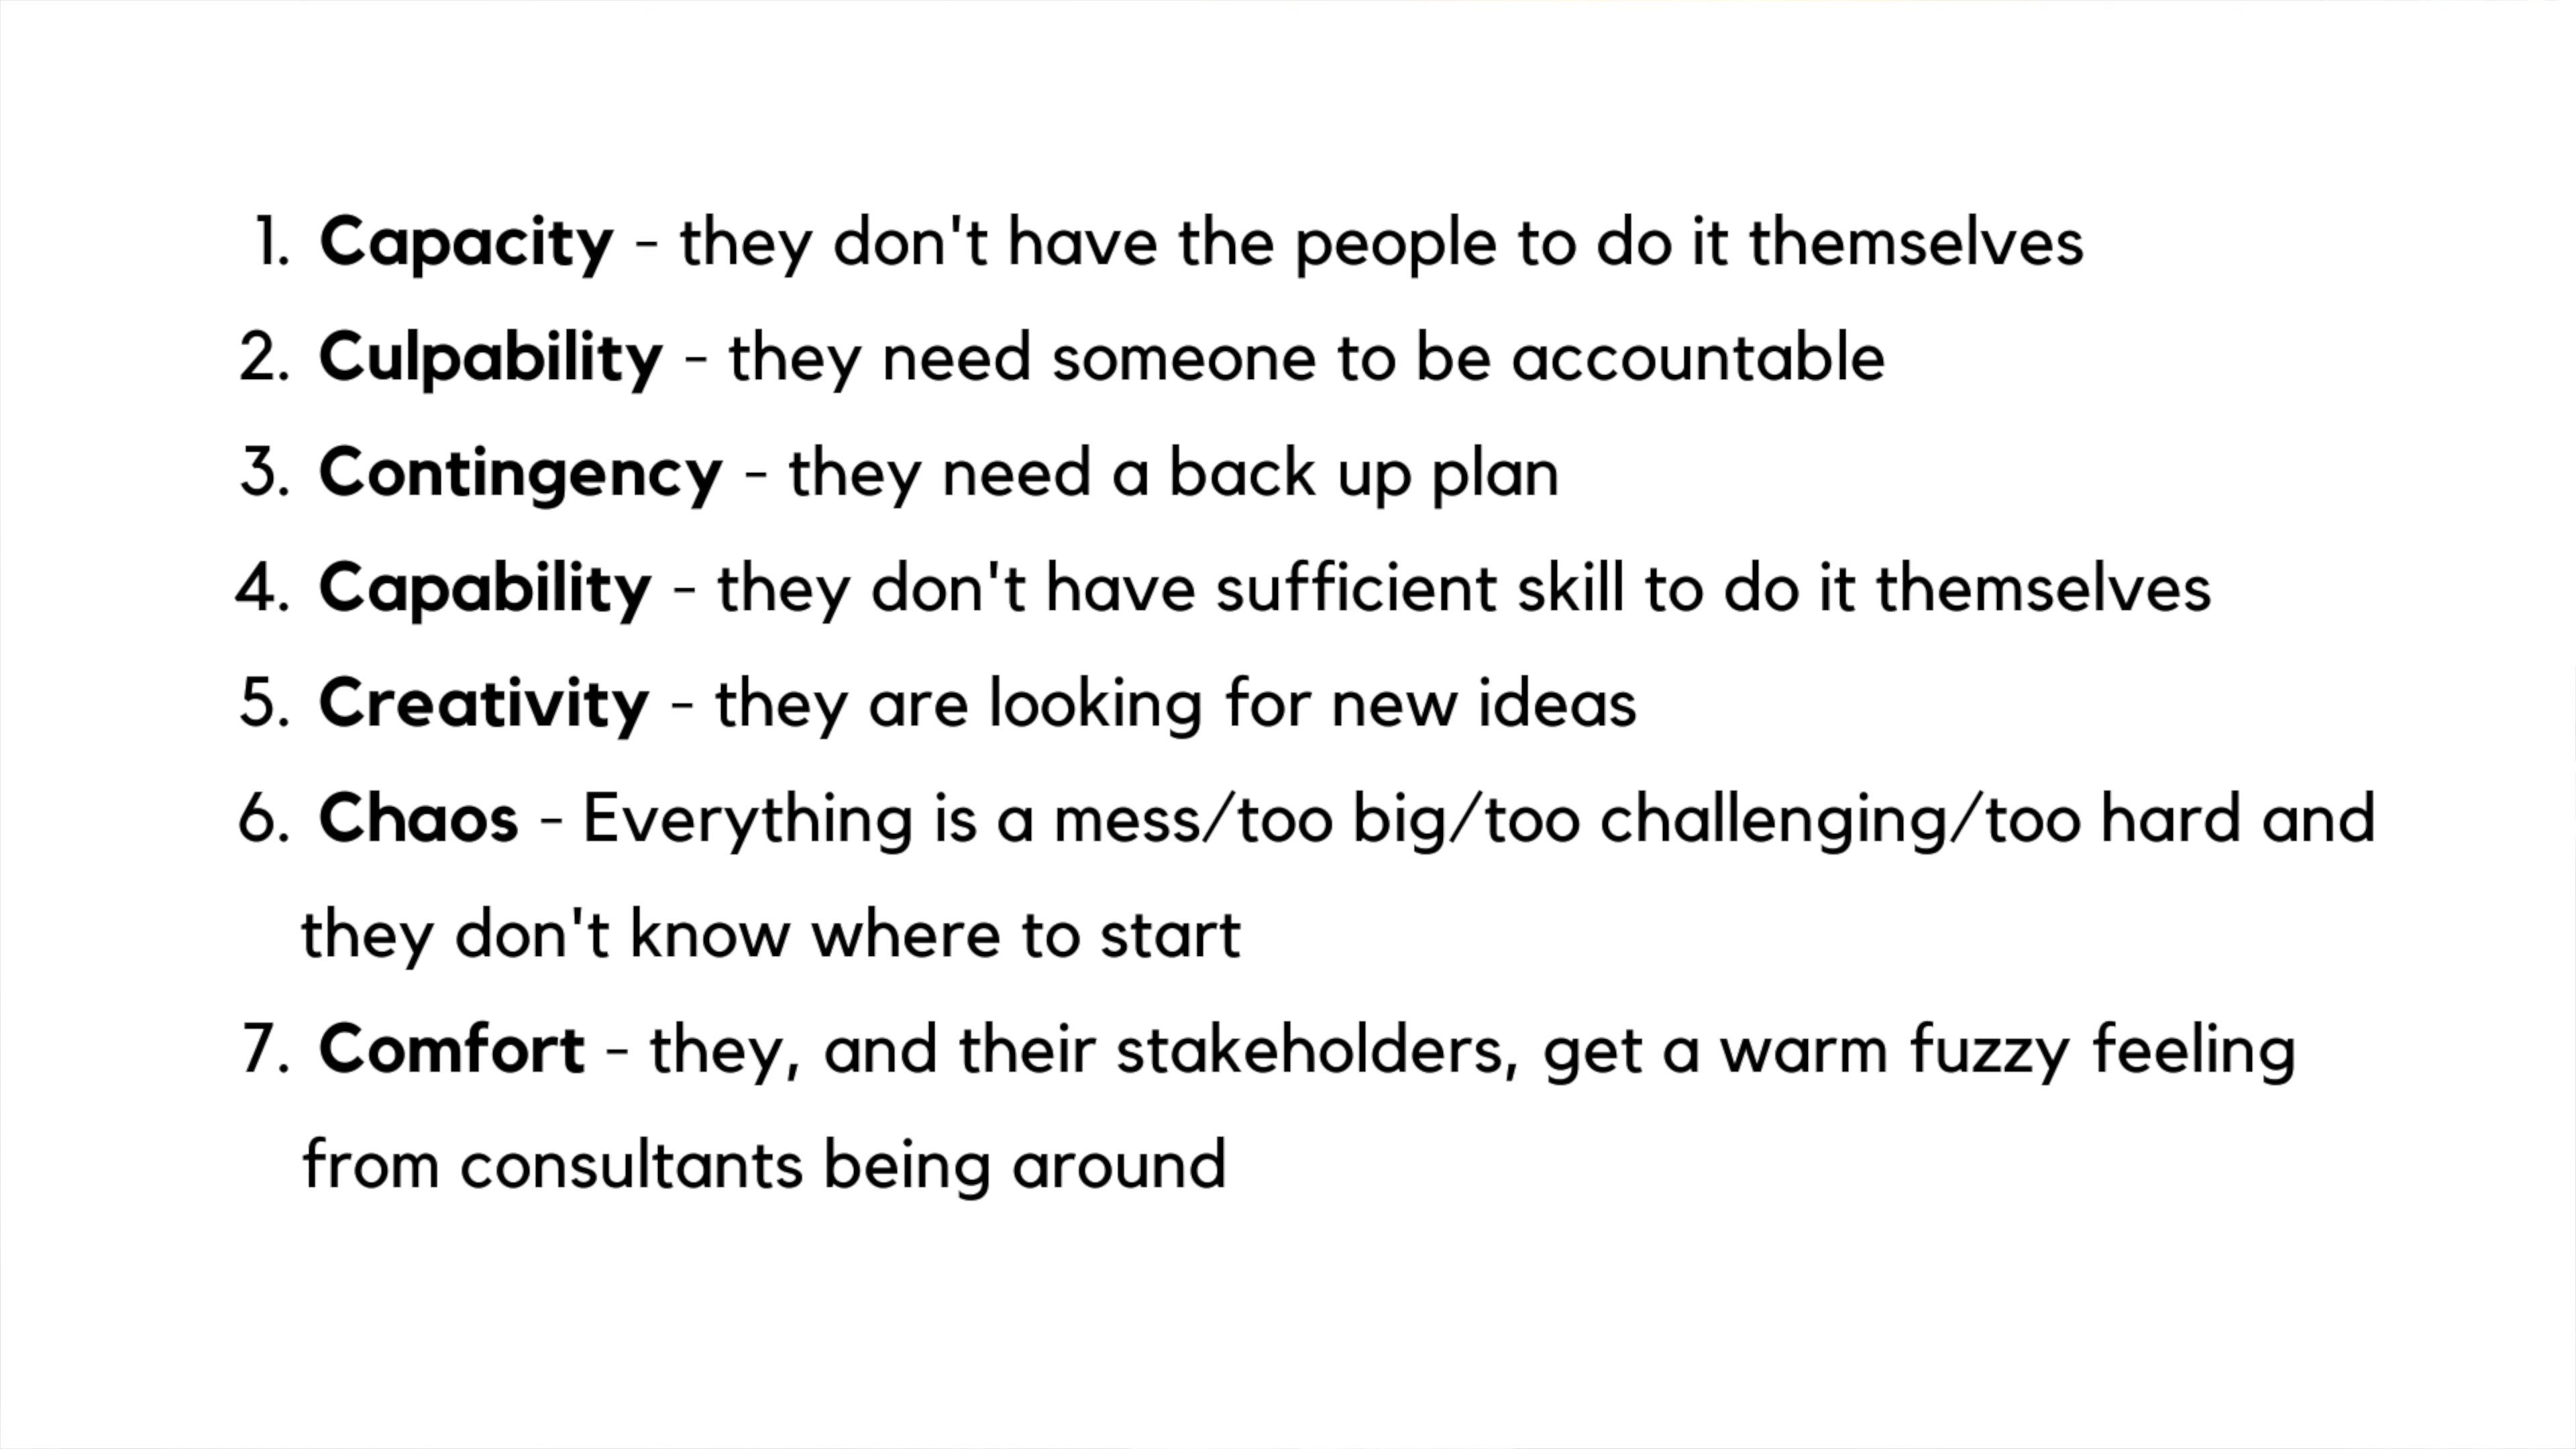 1. Capacity - they don't have the people to do it themselves
2. Culpability - they need someone to be accountable
3. Contingency - they need a back up plan
4. Capability - they don't have sufficient skill to do it themselves
5. Creativity - they are looking for new ideas
6. Chaos - Everything is a mess/too big/too challenging/too hard and
they don't know where to start
7. Comfort - they, and their stakeholders, get a warm fuzzy feeling
from consultants being around